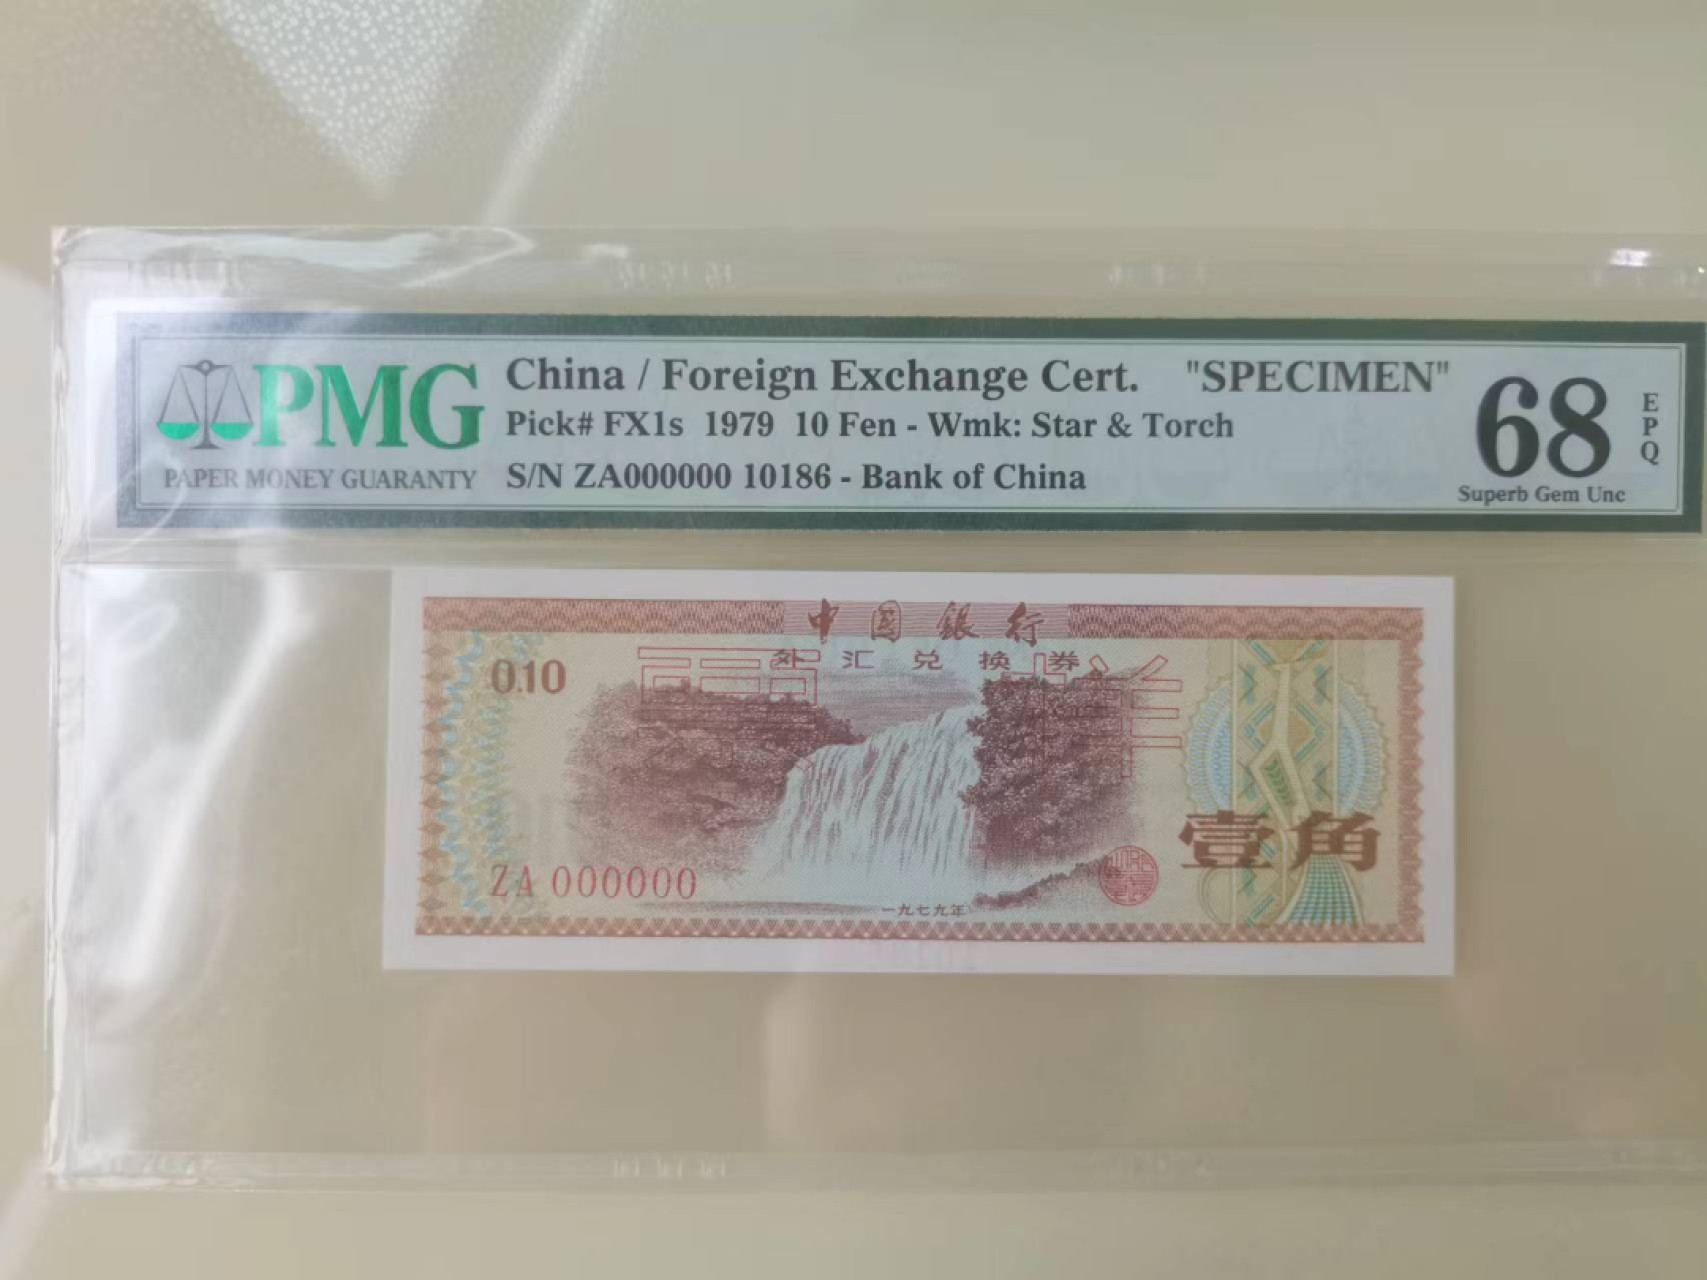 PMG
PAPER MONEY GUARANTY
China / Foreign Exchange Cert. "SPECIMEN"
Pick# FX1s 1979 10 Fen - Wmk: Star & Torch
S/N ZA000000 10186 - Bank of China
68
EPQ
Superb Gem Unc
中国银行
外汇兑换券
0.10
票样
壹角
ZA 000000
一九七九年